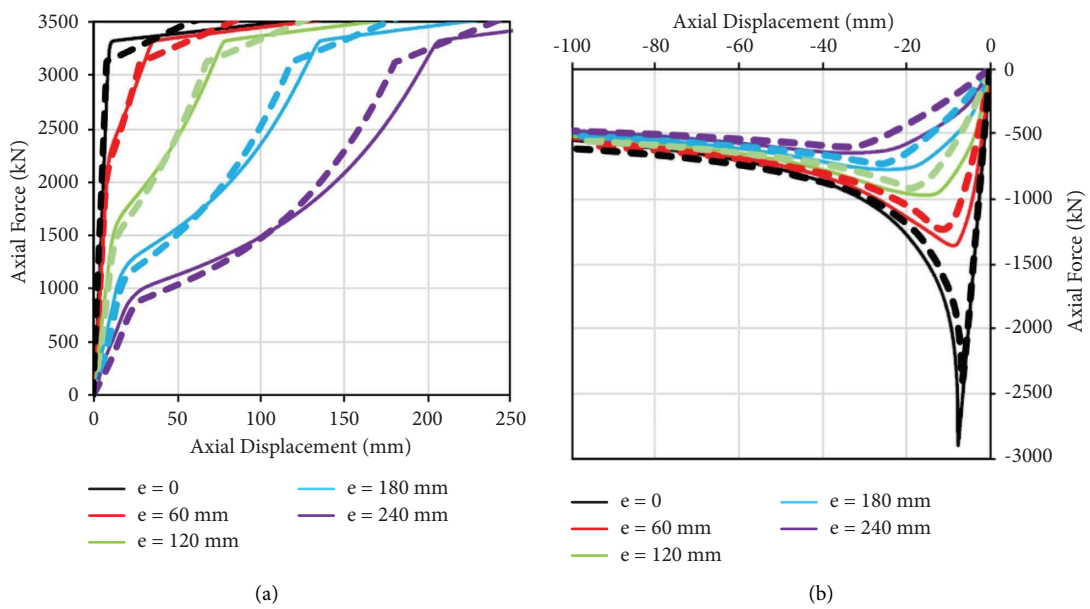 3500
3000
2500
2000
1500
1000
500
0
Axial Force (kN)
0 50 100 150 200 250
Axial Displacement (mm)
e = 0
e = 60 mm
e = 120 mm
e = 180 mm
e = 240 mm
(a)
Axial Displacement (mm)
-100 -80 -60 -40 -20 0
0
-500
-1000
-1500
-2000
-2500
-3000
Axial Force (kN)
e = 0
e = 60 mm
e = 120 mm
e = 180 mm
e = 240 mm
(b)